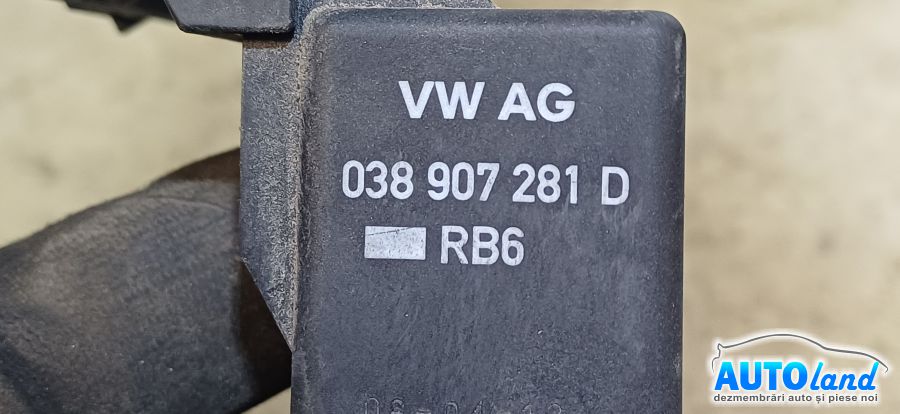 VW AG
038 907 281 D
RB6
AUTOland
dezmembrări auto și piese noi